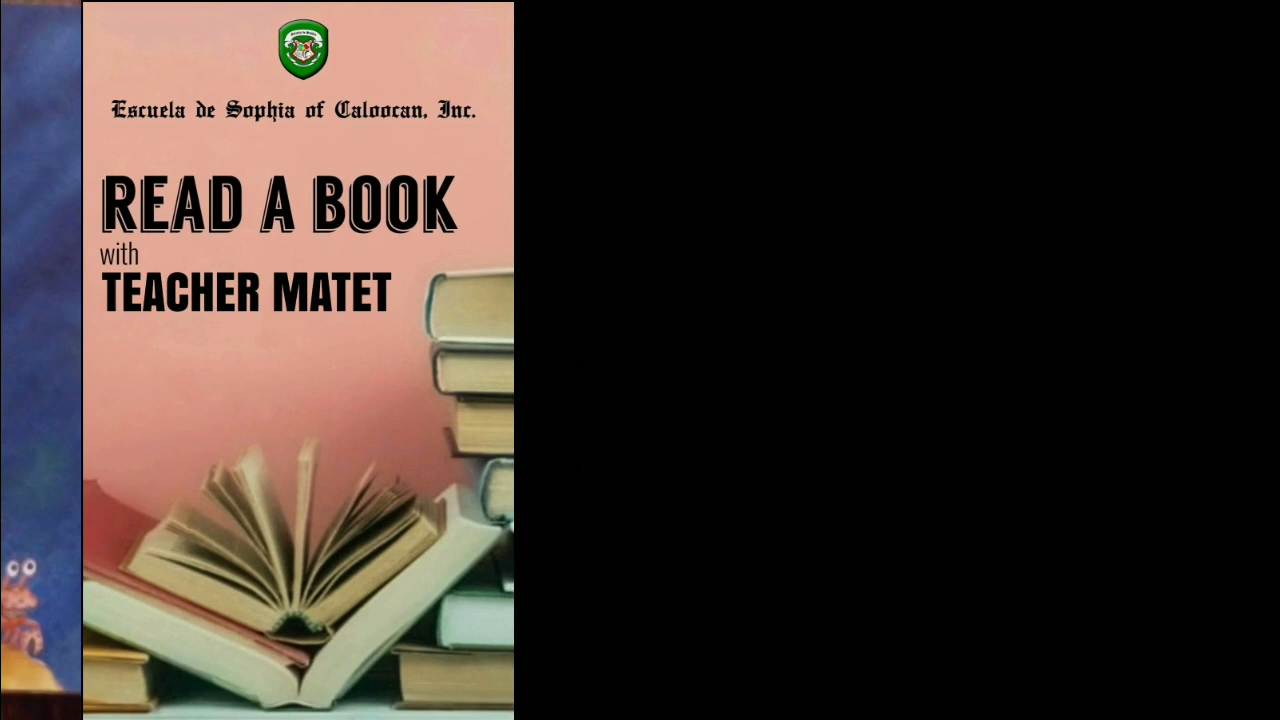 Escuela de Sophia of Caloocan, Inc.
READ A BOOK
with
TEACHER MATET